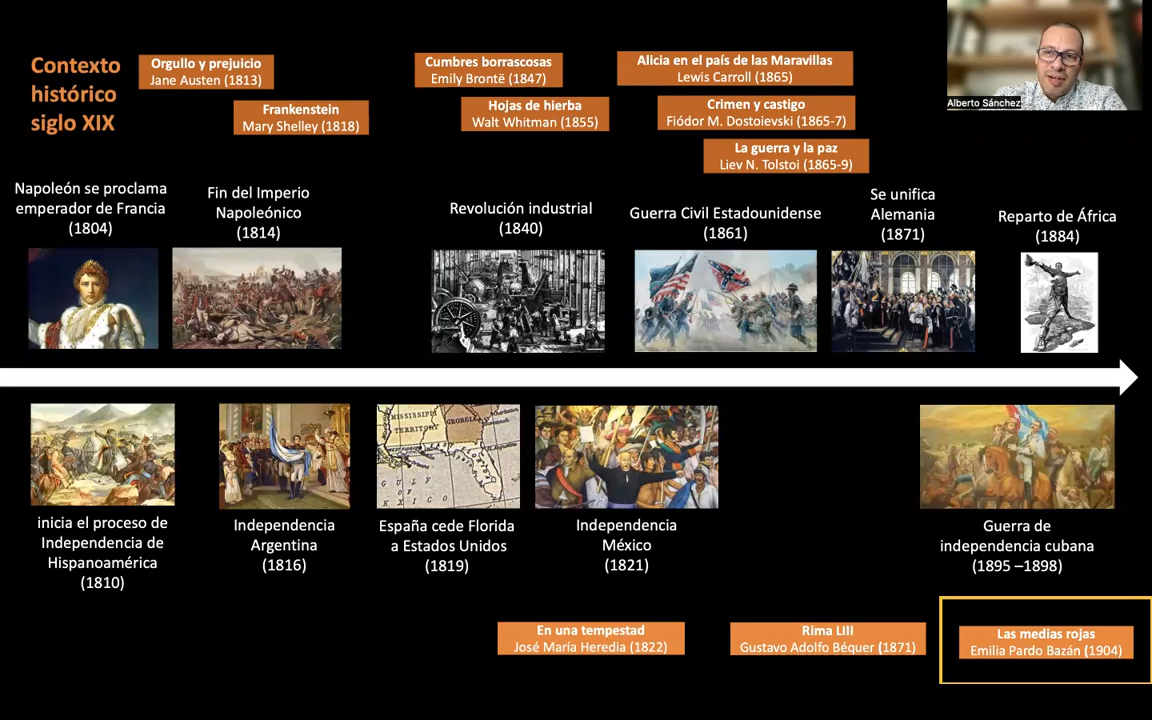 Contexto
histórico
siglo XIX
Orgullo y prejuicio
Jane Austen (1813)
Frankenstein
Mary Shelley (1818)
Cumbres borrascosas
Emily Brontë (1847)
Hojas de hierba
Walt Whitman (1855)
Alicia en el país de las Maravillas
Lewis Carroll (1865)
Crimen y castigo
Fiódor M. Dostoievski (1865-7)
La guerra y la paz
Liev N. Tolstoi (1865-9)
Alberto Sánchez
Napoleón se proclama
emperador de Francia
(1804)
Fin del Imperio
Napoleónico
(1814)
Revolución industrial
(1840)
Guerra Civil Estadounidense
(1861)
Se unifica
Alemania
(1871)
Reparto de África
(1884)
MISSISSIPPI
TERRITORY
GEORGIA
GULF
OF
MEXICO
inicia el proceso de
Independencia de
Hispanoamérica
(1810)
Independencia
Argentina
(1816)
España cede Florida
a Estados Unidos
(1819)
Independencia
México
(1821)
Guerra de
independencia cubana
(1895 –1898)
En una tempestad
José María Heredia (1822)
Rima LIII
Gustavo Adolfo Béquer (1871)
Las medias rojas
Emilia Pardo Bazán (1904)